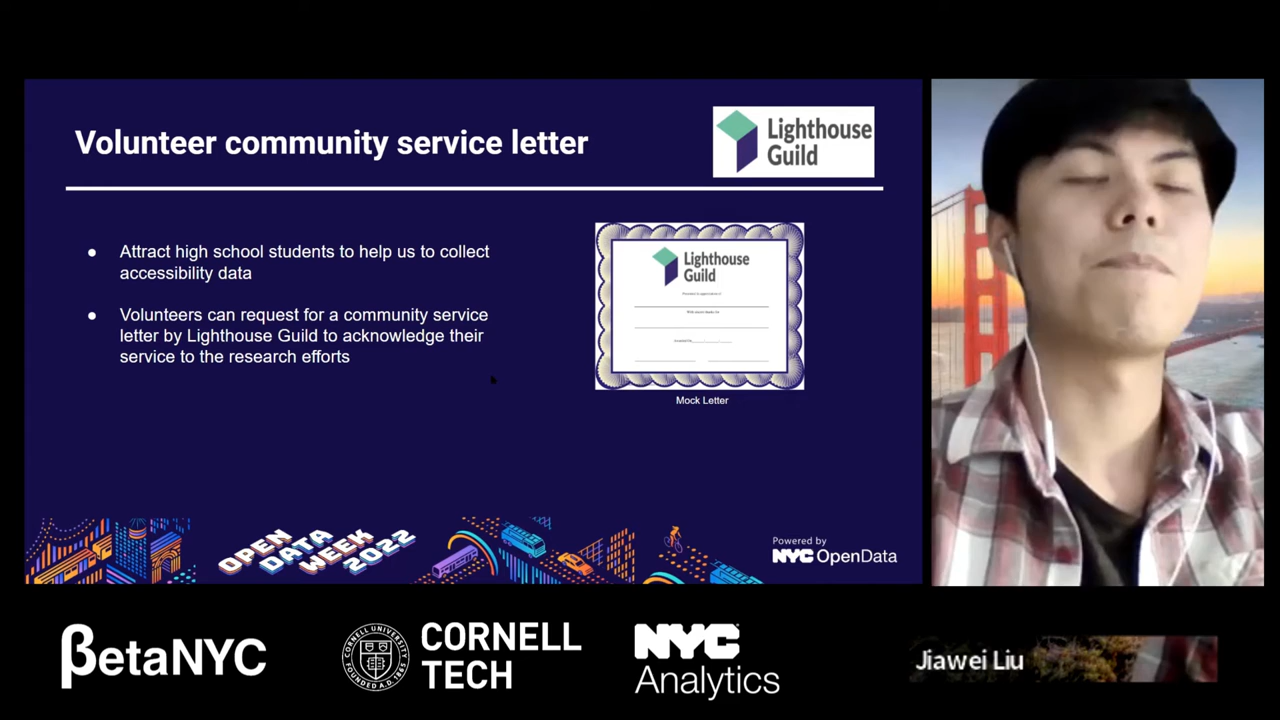 Volunteer community service letter
Lighthouse
Guild
● Attract high school students to help us to collect
accessibility data
● Volunteers can request for a community service
letter by Lighthouse Guild to acknowledge their
service to the research efforts
Lighthouse
Guild
Mock Letter
OPEN
DATA
WEEK
2022
Powered by
NYC OpenData
βetaNYC
CORNELL
TECH
NYC
Analytics
Jiawei Liu